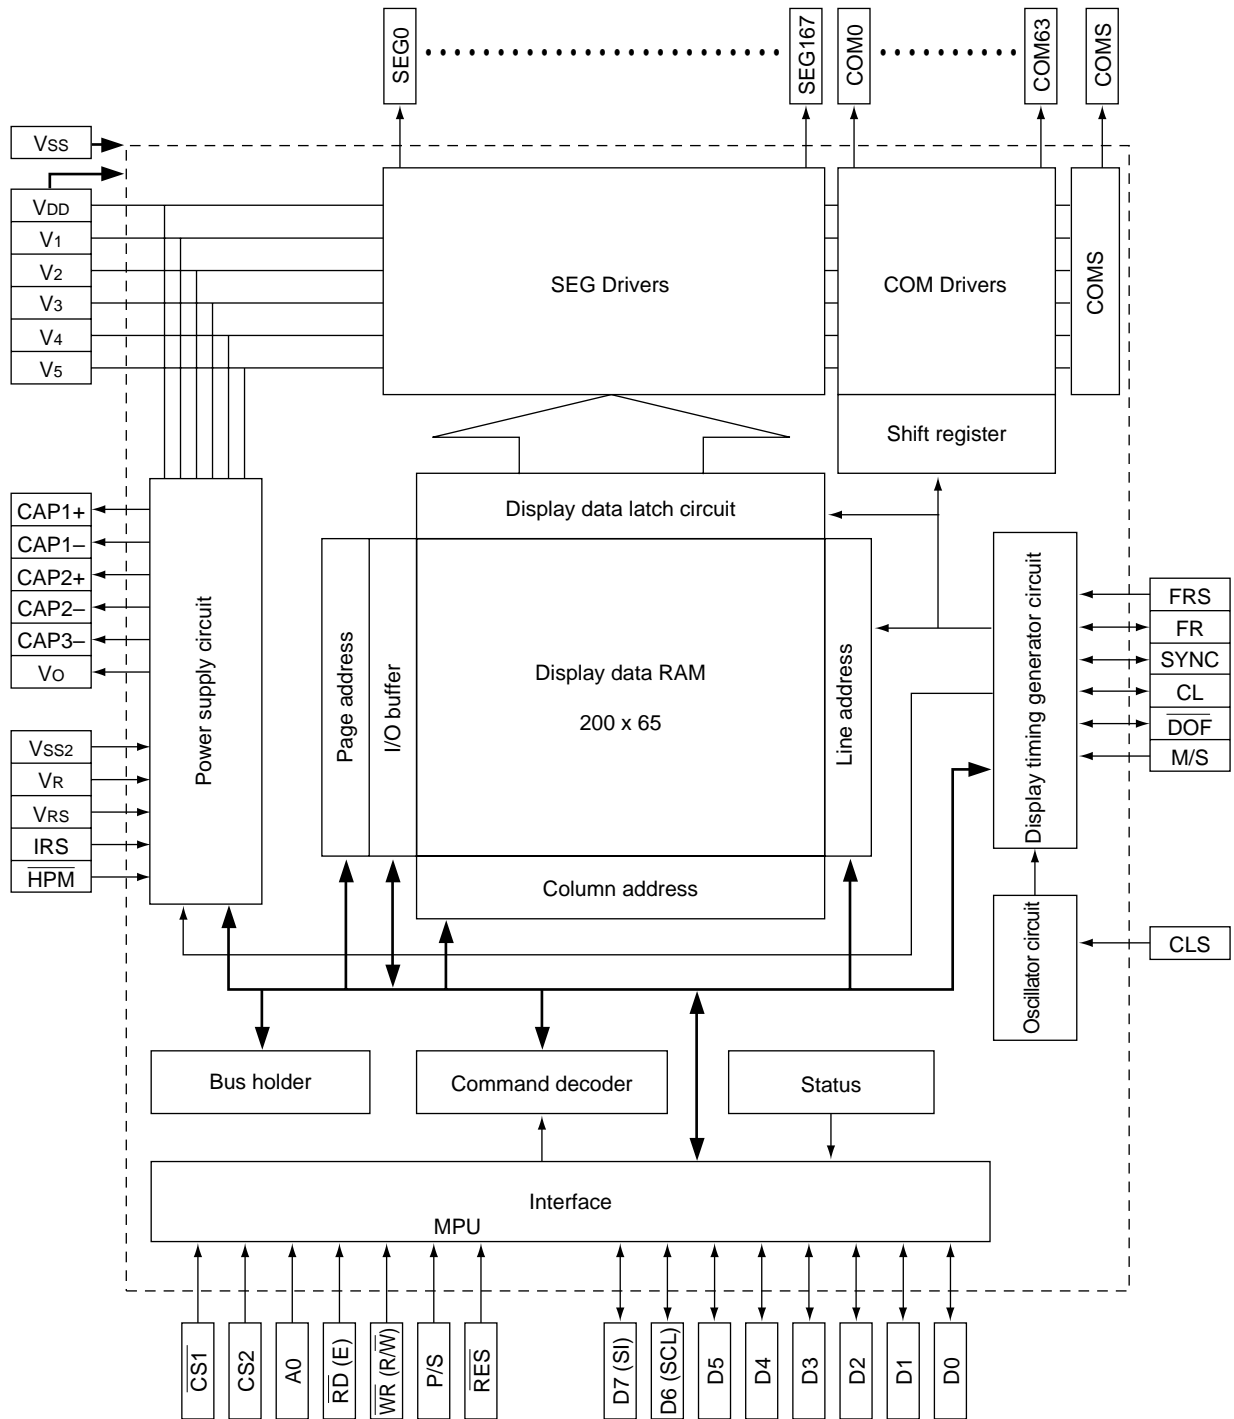 SEG0
SEG167
COM0
COM63
COMS
VSS
VDD
V1
V2
V3
V4
V5
SEG Drivers
COM Drivers
COMS
Shift register
CAP1+
CAP1–
CAP2+
CAP2–
CAP3–
VO
VSS2
VR
VRS
IRS
HPM
Power supply circuit
Display data latch circuit
Page address
I/O buffer
Display data RAM
200 x 65
Line address
Column address
Display timing generator circuit
FRS
FR
SYNC
CL
DOF
M/S
Oscillator circuit
CLS
Bus holder
Command decoder
Status
Interface
MPU
CS1
CS2
A0
RD (E)
WR (R/W)
P/S
RES
D7 (SI)
D6 (SCL)
D5
D4
D3
D2
D1
D0